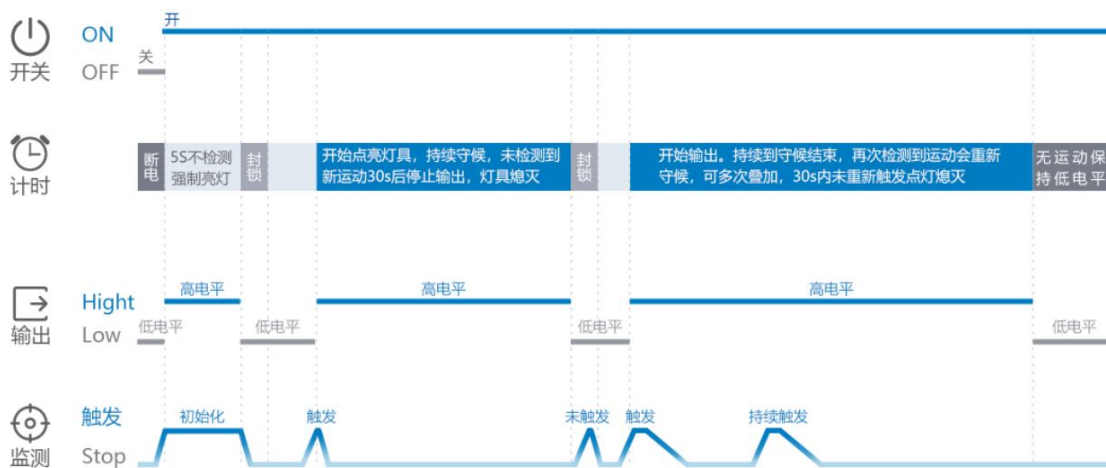 开
ON
关
开关
OFF
断电
5S不检测
强制亮灯
封锁
开始点亮灯具，持续守候，未检测到
新运动30s后停止输出，灯具熄灭
封锁
开始输出。持续到守候结束，再次检测到运动会重新
守候，可多次叠加，30s内未重新触发点灯熄灭
无运动保
持低电平
计时
高电平
高电平
高电平
Hight
低电平
低电平
低电平
低电平
输出
Low
触发
初始化
触发
未触发
触发
持续触发
监测
Stop